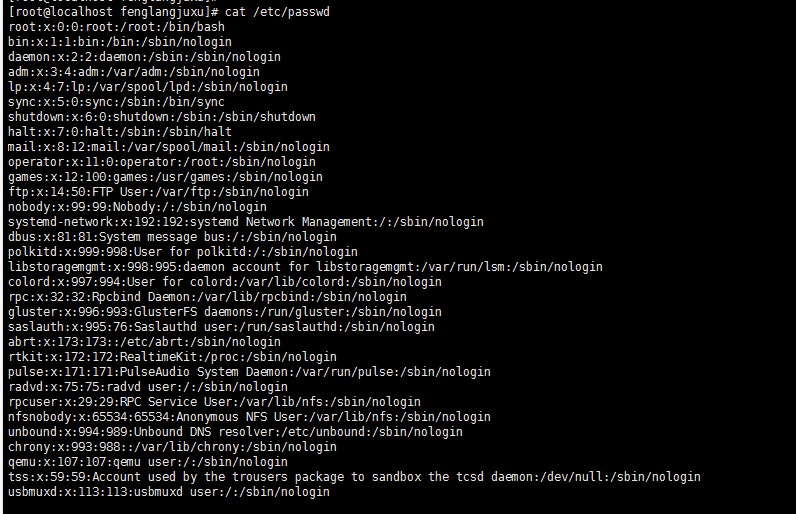 [root@localhost fenglangjuxu]# cat /etc/passwd
root:x:0:0:root:/root:/bin/bash
bin:x:1:1:bin:/bin:/sbin/nologin
daemon:x:2:2:daemon:/sbin:/sbin/nologin
adm:x:3:4:adm:/var/adm:/sbin/nologin
lp:x:4:7:lp:/var/spool/lpd:/sbin/nologin
sync:x:5:0:sync:/sbin:/bin/sync
shutdown:x:6:0:shutdown:/sbin:/sbin/shutdown
halt:x:7:0:halt:/sbin:/sbin/halt
mail:x:8:12:mail:/var/spool/mail:/sbin/nologin
operator:x:11:0:operator:/root:/sbin/nologin
games:x:12:100:games:/usr/games:/sbin/nologin
ftp:x:14:50:FTP User:/var/ftp:/sbin/nologin
nobody:x:99:99:Nobody:/:/sbin/nologin
systemd-network:x:192:192:systemd Network Management:/:/sbin/nologin
dbus:x:81:81:System message bus:/:/sbin/nologin
polkitd:x:999:998:User for polkitd:/:/sbin/nologin
libstoragemgmt:x:998:995:daemon account for libstoragemgmt:/var/run/lsm:/sbin/nologin
colord:x:997:994:User for colord:/var/lib/colord:/sbin/nologin
rpc:x:32:32:Rpcbind Daemon:/var/lib/rpcbind:/sbin/nologin
gluster:x:996:993:GlusterFS daemons:/run/gluster:/sbin/nologin
saslauth:x:995:76:Saslauthd user:/run/saslauthd:/sbin/nologin
abrt:x:173:173::/etc/abrt:/sbin/nologin
rtkit:x:172:172:RealtimeKit:/proc:/sbin/nologin
pulse:x:171:171:PulseAudio System Daemon:/var/run/pulse:/sbin/nologin
radvd:x:75:75:radvd user:/:/sbin/nologin
rpcuser:x:29:29:RPC Service User:/var/lib/nfs:/sbin/nologin
nfsnobody:x:65534:65534:Anonymous NFS User:/var/lib/nfs:/sbin/nologin
unbound:x:994:989:Unbound DNS resolver:/etc/unbound:/sbin/nologin
chrony:x:993:988::/var/lib/chrony:/sbin/nologin
qemu:x:107:107:qemu user:/:/sbin/nologin
tss:x:59:59:Account used by the trousers package to sandbox the tcsd daemon:/dev/null:/sbin/nologin
usbmuxd:x:113:113:usbmuxd user:/:/sbin/nologin